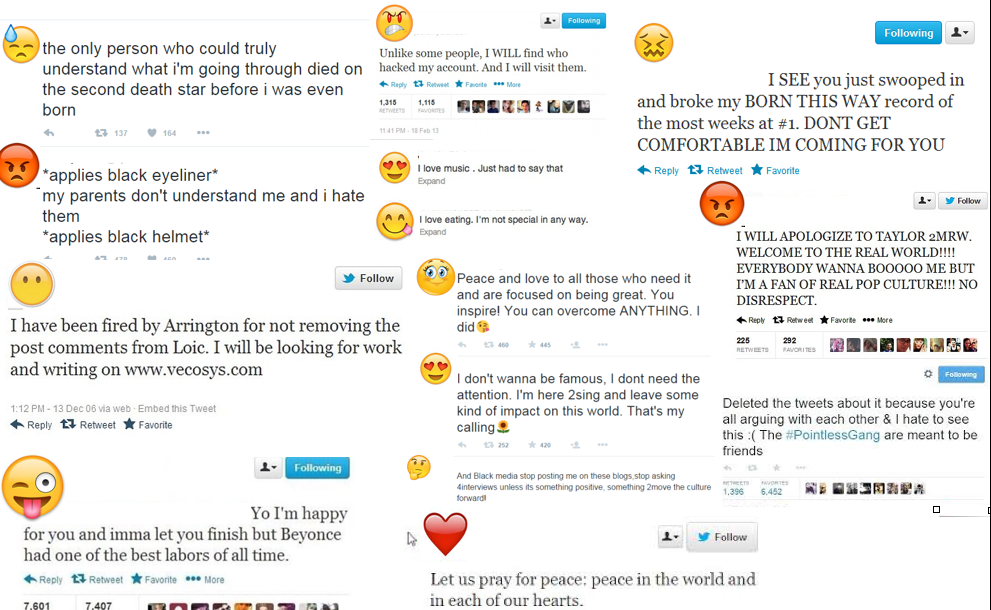 the only person who could truly
understand what i'm going through died on
the second death star before i was even
born
137 164
*applies black eyeliner*
my parents don't understand me and i hate
them
*applies black helmet*
Follow
I have been fired by Arrington for not removing the
post comments from Loic. I will be looking for work
and writing on www.vecosys.com
1:12 PM - 13 Dec 06 via web · Embed this Tweet
Reply Retweet Favorite
Following
Yo I'm happy
for you and imma let you finish but Beyonce
had one of the best labors of all time.
Reply Retweet Favorite More
7,601 7,407
Following
Unlike some people, I WILL find who
hacked my account. And I will visit them.
Reply Retweet Favorite More
1,315 1,115
RETWEETS FAVORITES
11:41 PM - 18 Feb 13
I love music . Just had to say that
Expand
I love eating. I'm not special in any way.
Expand
Peace and love to all those who need it
and are focused on being great. You
inspire! You can overcome ANYTHING. I
did😘
460 445
I don't wanna be famous, I dont need the
attention. I'm here 2sing and leave some
kind of impact on this world. That's my
calling🌻
252 420
And Black media stop posting me on these blogs,stop asking
4interviews unless its something positive, something 2move the culture
forward!
Follow
Let us pray for peace: peace in the world and
in each of our hearts.
Following
I SEE you just swooped in
and broke my BORN THIS WAY record of
the most weeks at #1. DONT GET
COMFORTABLE IM COMING FOR YOU
Reply Retweet Favorite
Follow
I WILL APOLOGIZE TO TAYLOR 2MRW.
WELCOME TO THE REAL WORLD!!!!
EVERYBODY WANNA BOOOOO ME BUT
I'M A FAN OF REAL POP CULTURE!!! NO
DISRESPECT.
Reply Retweet Favorite More
225 292
RETWEETS FAVORITES
Following
Deleted the tweets about it because you're
all arguing with each other & I hate to see
this :( The #PointlessGang are meant to be
friends
RETWEETS FAVORITES
1,396 6,452